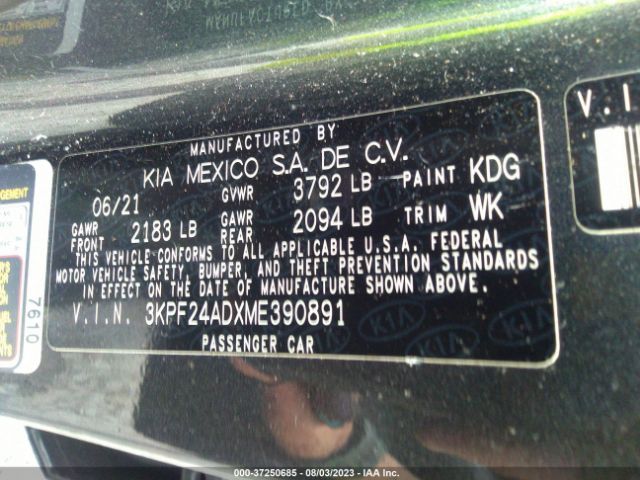 MANUFACTURED BY
KIA MEXICO S.A. DE C.V.
06/21 GVWR 3792 LB PAINT KDG
GAWR FRONT 2183 LB GAWR REAR 2094 LB TRIM WK
THIS VEHICLE CONFORMS TO ALL APPLICABLE U.S.A. FEDERAL
MOTOR VEHICLE SAFETY, BUMPER, AND THEFT PREVENTION STANDARDS
IN EFFECT ON THE DATE OF MANUFACTURE SHOWN ABOVE.
V.I.N. 3KPF24ADXME390891
PASSENGER CAR
7610
V.I
000-37250685 - 08/03/2023 - IAA Inc.